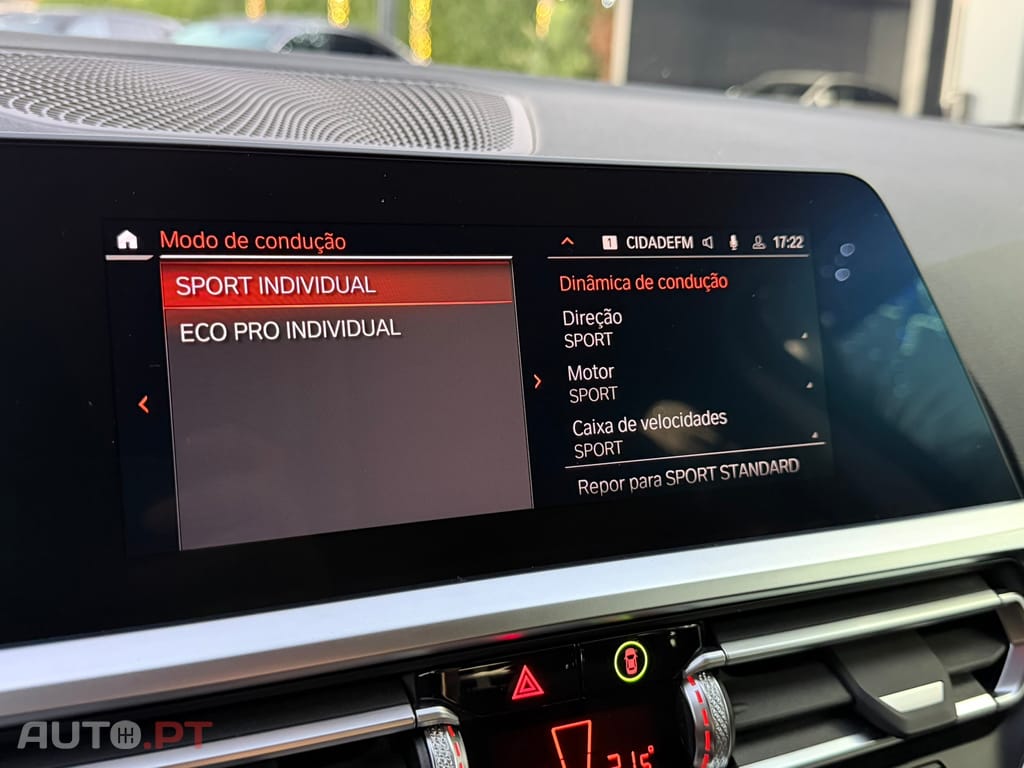 Modo de condução
1 CIDADEFM 17:22
SPORT INDIVIDUAL
ECO PRO INDIVIDUAL
Dinâmica de condução
Direção
SPORT
Motor
SPORT
Caixa de velocidades
SPORT
Repor para SPORT STANDARD
AUTO.PT